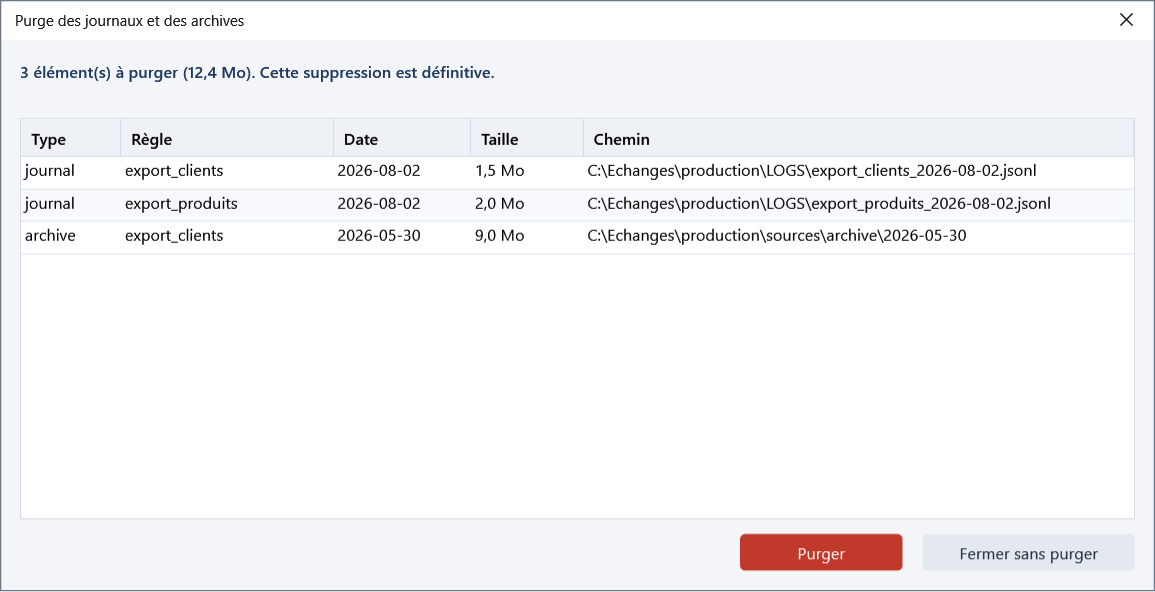 Purge des journaux et des archives
3 élément(s) à purger (12,4 Mo). Cette suppression est définitive.
Type Règle Date Taille Chemin
journal export_clients 2026-08-02 1,5 Mo C:\Echanges\production\LOGS\export_clients_2026-08-02.jsonl
journal export_produits 2026-08-02 2,0 Mo C:\Echanges\production\LOGS\export_produits_2026-08-02.jsonl
archive export_clients 2026-05-30 9,0 Mo C:\Echanges\production\sources\archive\2026-05-30
Purger Fermer sans purger